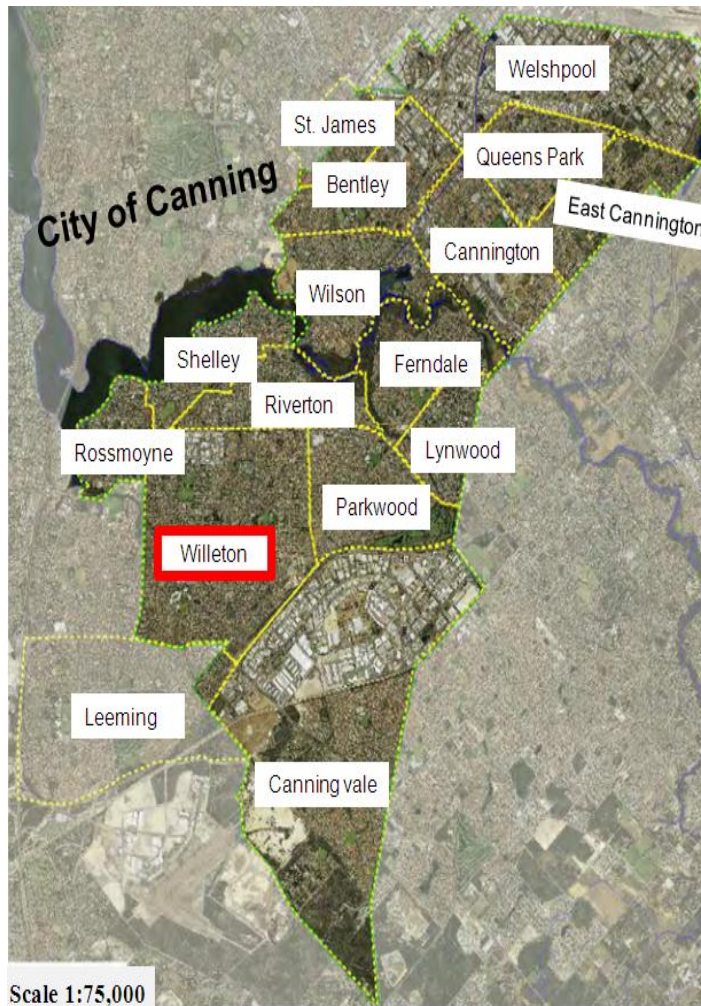 Welshpool
St. James
Queens Park
Bentley
City of Canning
East Cannington
Cannington
Wilson
Shelley
Ferndale
Riverton
Rossmoyne
Lynwood
Parkwood
Willeton
Leeming
Canning vale
Scale 1:75,000